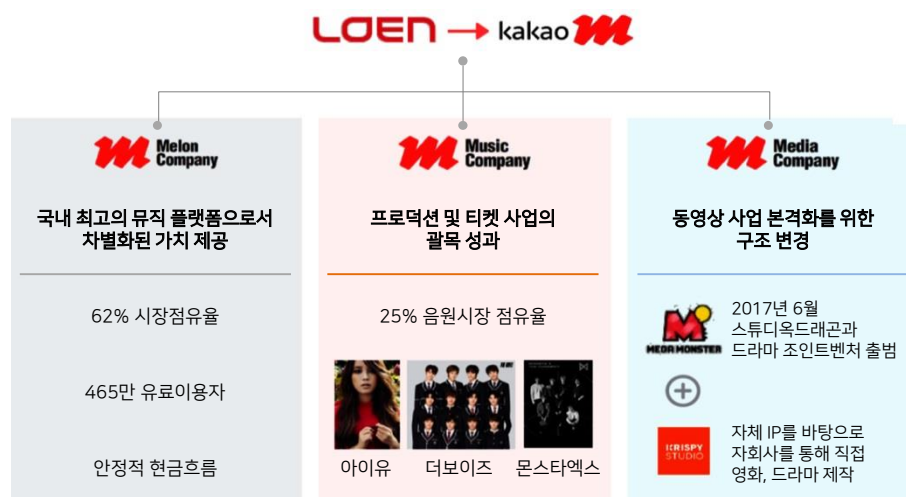 LOEN → kakao m
m Melon
Company
국내 최고의 뮤직 플랫폼으로서
차별화된 가치 제공
62% 시장점유율
465만 유료이용자
안정적 현금흐름
m Music
Company
프로덕션 및 티켓 사업의
괄목 성과
25% 음원시장 점유율
아이유 더보이즈 몬스타엑스
m Media
Company
동영상 사업 본격화를 위한
구조 변경
M
MEGA MONSTER
2017년 6월
스튜디옥드래곤과
드라마 조인트벤처 출범
KRISPY
STUDIO
자체 IP를 바탕으로
자회사를 통해 직접
영화, 드라마 제작